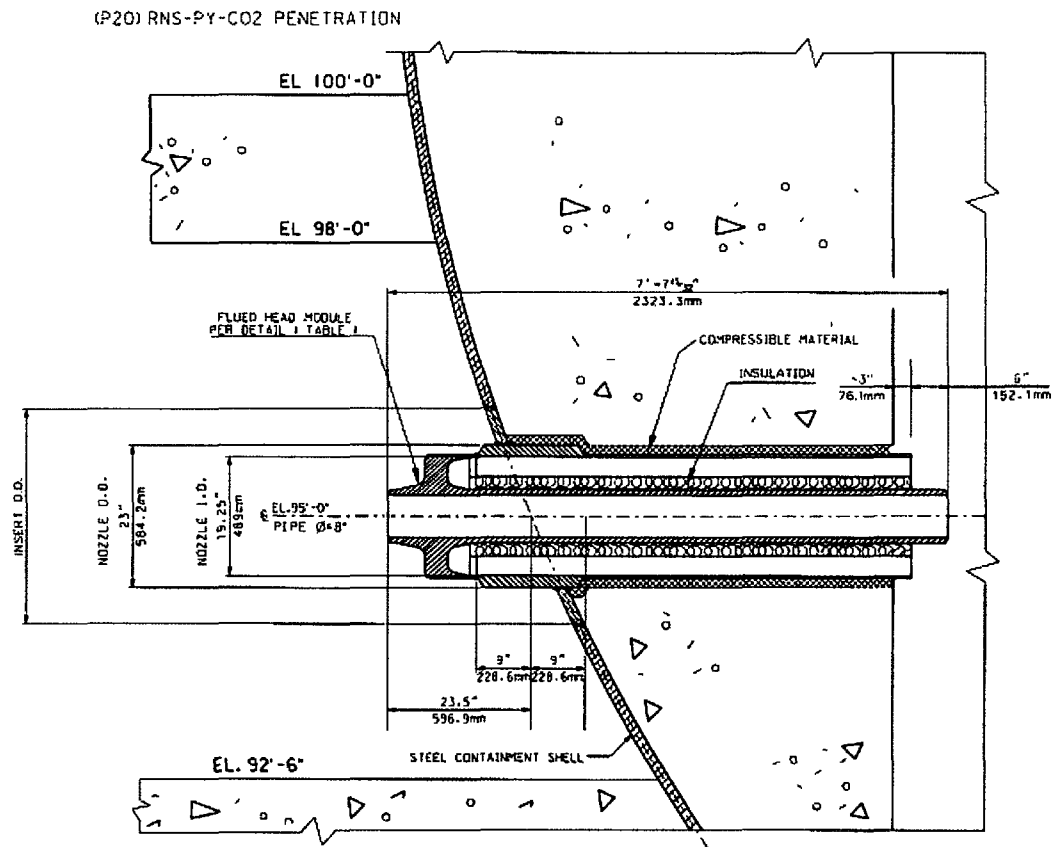 (P20) RNS-PY-C02 PENETRATION
EL 100'-0"
EL 98'-0"
2323.3mm
FLUED HEAD MODULE
PER DETAIL 1 TABLE 1
COMPRESSIBLE MATERIAL
INSULATION
~3"
76.1mm
6"
152.1mm
INSERT O.D.
NOZZLE O.D.
23"
584.2mm
NOZZLE I.D.
19.25"
489mm
EL.95'-0"
PIPE Ø=8"
9"
228.6mm
9"
228.6mm
23.5"
596.9mm
STEEL CONTAINMENT SHELL
EL. 92'-6"